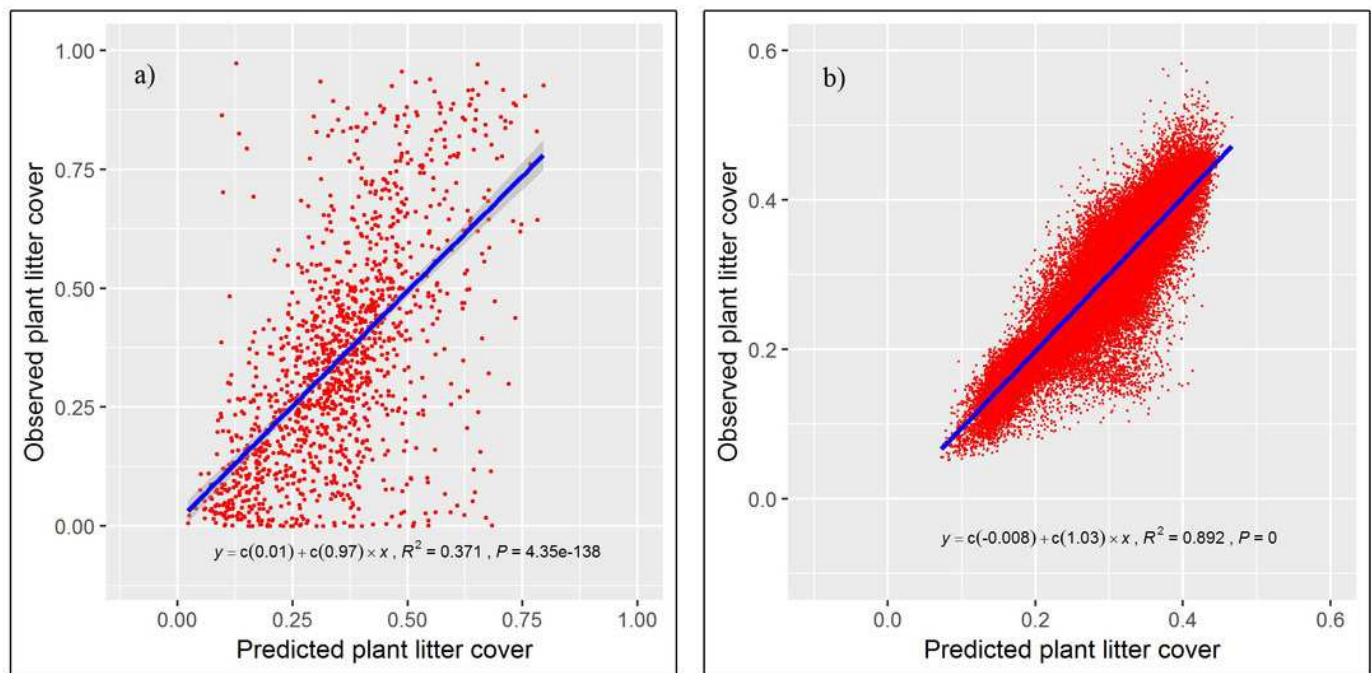 a)
Observed plant litter cover
1.00
0.75
0.50
0.25
0.00
y = c(0.01) + c(0.97) × x , R² = 0.371 , P = 4.35e-138
0.00 0.25 0.50 0.75 1.00
Predicted plant litter cover
b)
Observed plant litter cover
0.6
0.4
0.2
0.0
y = c(-0.008) + c(1.03) × x , R² = 0.892 , P = 0
0.0 0.2 0.4 0.6
Predicted plant litter cover